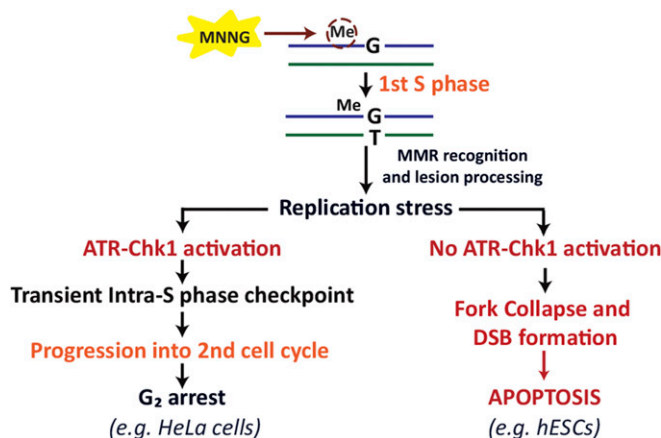 MNNG
Me
G
1st S phase
Me
G
T
MMR recognition
and lesion processing
Replication stress
ATR-Chk1 activation
No ATR-Chk1 activation
Transient Intra-S phase checkpoint
Fork Collapse and
DSB formation
Progression into 2nd cell cycle
G₂ arrest
APOPTOSIS
(e.g. HeLa cells)
(e.g. hESCs)